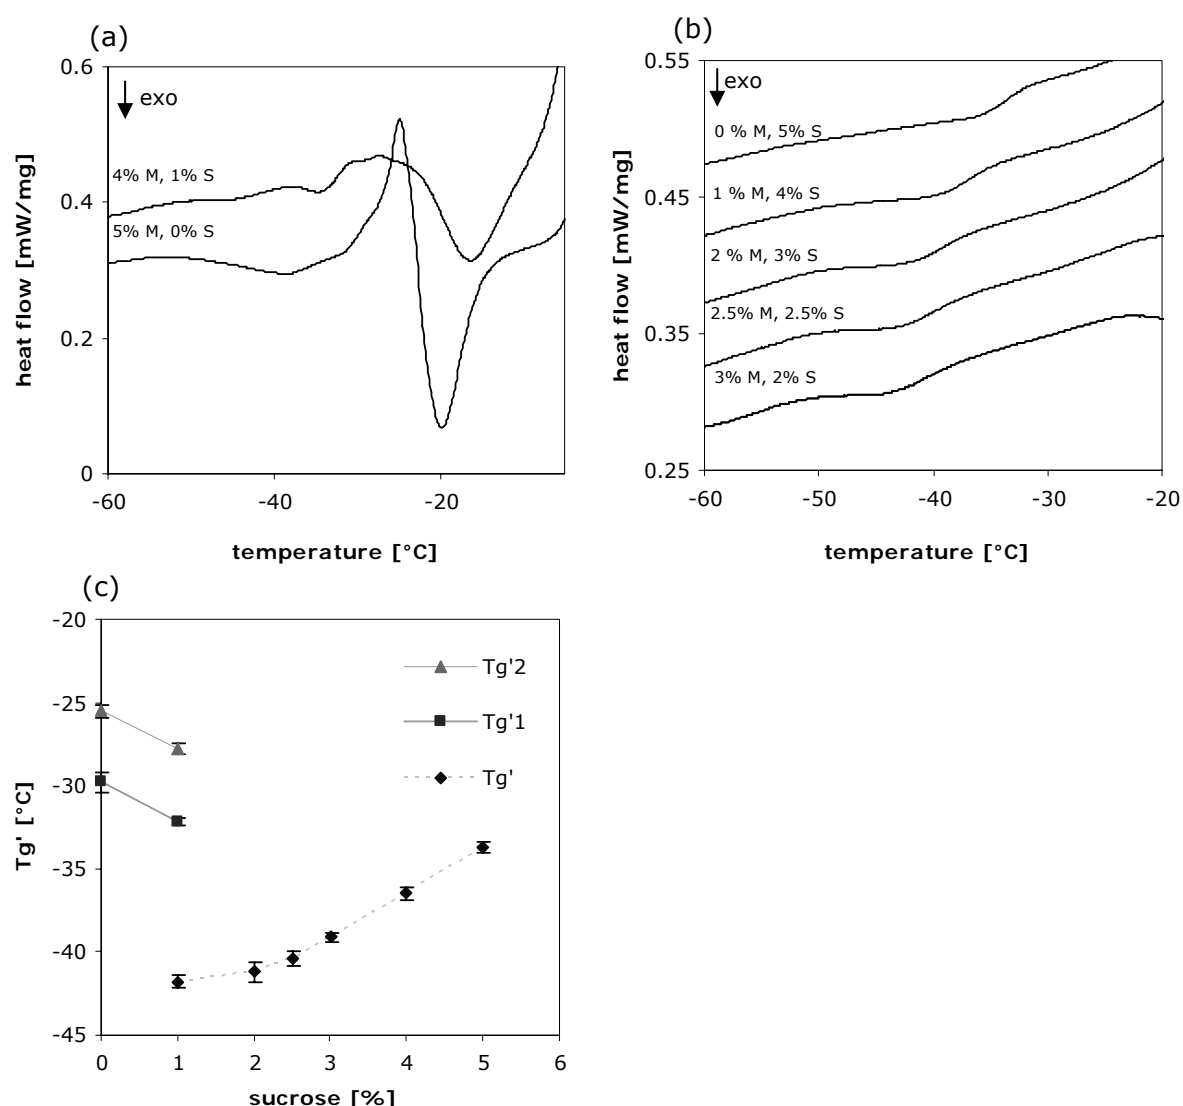 (a)
0.6
exo
4% M, 1% S
0.4
5% M, 0% S
0.2
0
-60
-40
-20
heat flow [mW/mg]
temperature [°C]
(b)
0.55
exo
0 % M, 5% S
0.45
1 % M, 4% S
2 % M, 3% S
2.5% M, 2.5% S
0.35
3% M, 2% S
0.25
-60
-50
-40
-30
-20
heat flow [mW/mg]
temperature [°C]
(c)
-20
-25
-30
-35
-40
-45
Tg'2
Tg'1
Tg'
0
1
2
3
4
5
6
Tg' [°C]
sucrose [%]